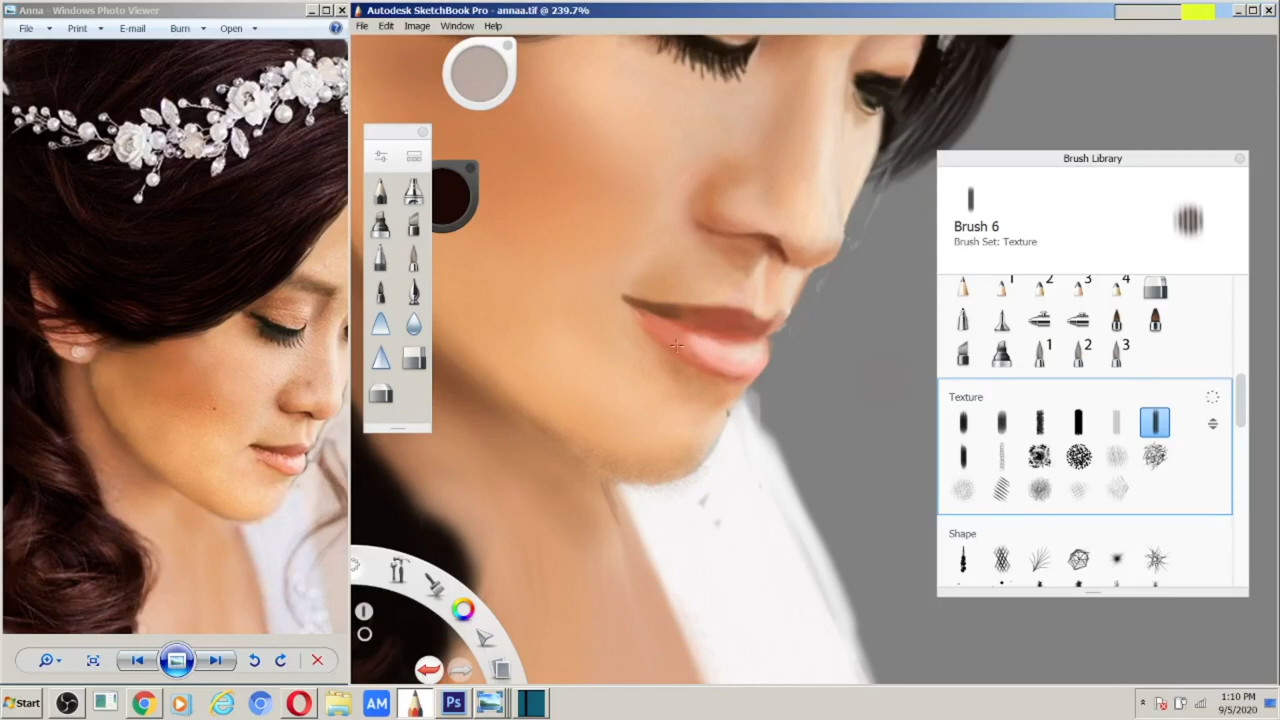 Anna - Windows Photo Viewer
File Print E-mail Burn Open
Autodesk SketchBook Pro - annaa.tif @ 239.7%
File Edit Image Window Help
Brush Library
Brush 6
Brush Set: Texture
1 2 3 4
1 2 3
Texture
Shape
Start
AM
Ps
1:10 PM
9/5/2020